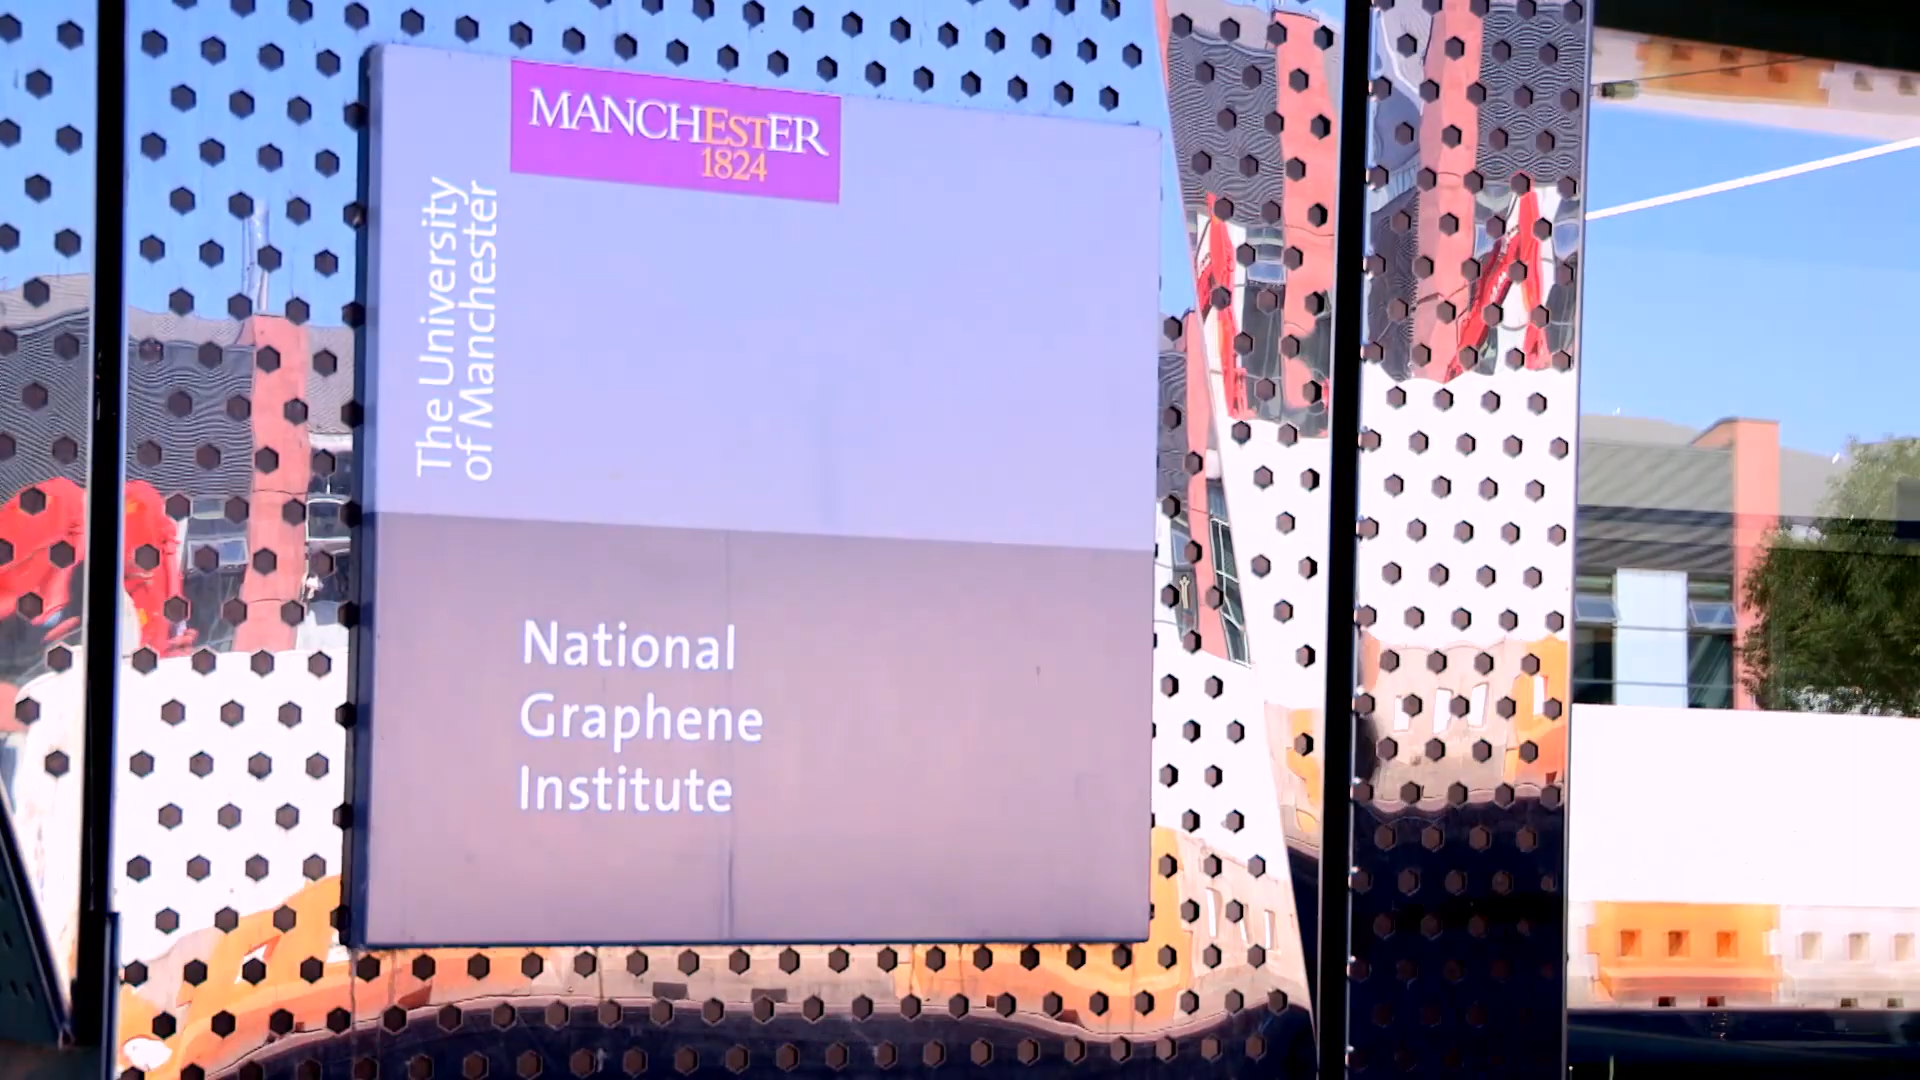 MANCHESTER
1824
The University
of Manchester
National
Graphene
Institute